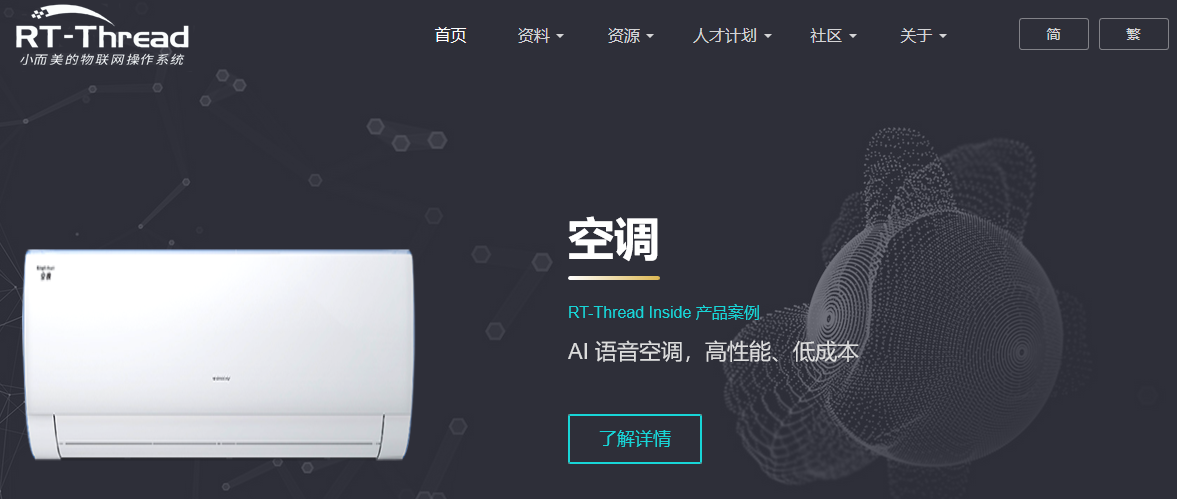 RT-Thread
小而美的物联网操作系统
首页 资料 资源 人才计划 社区 关于 简 繁
空调
RT-Thread Inside 产品案例
AI 语音空调，高性能、低成本
了解详情